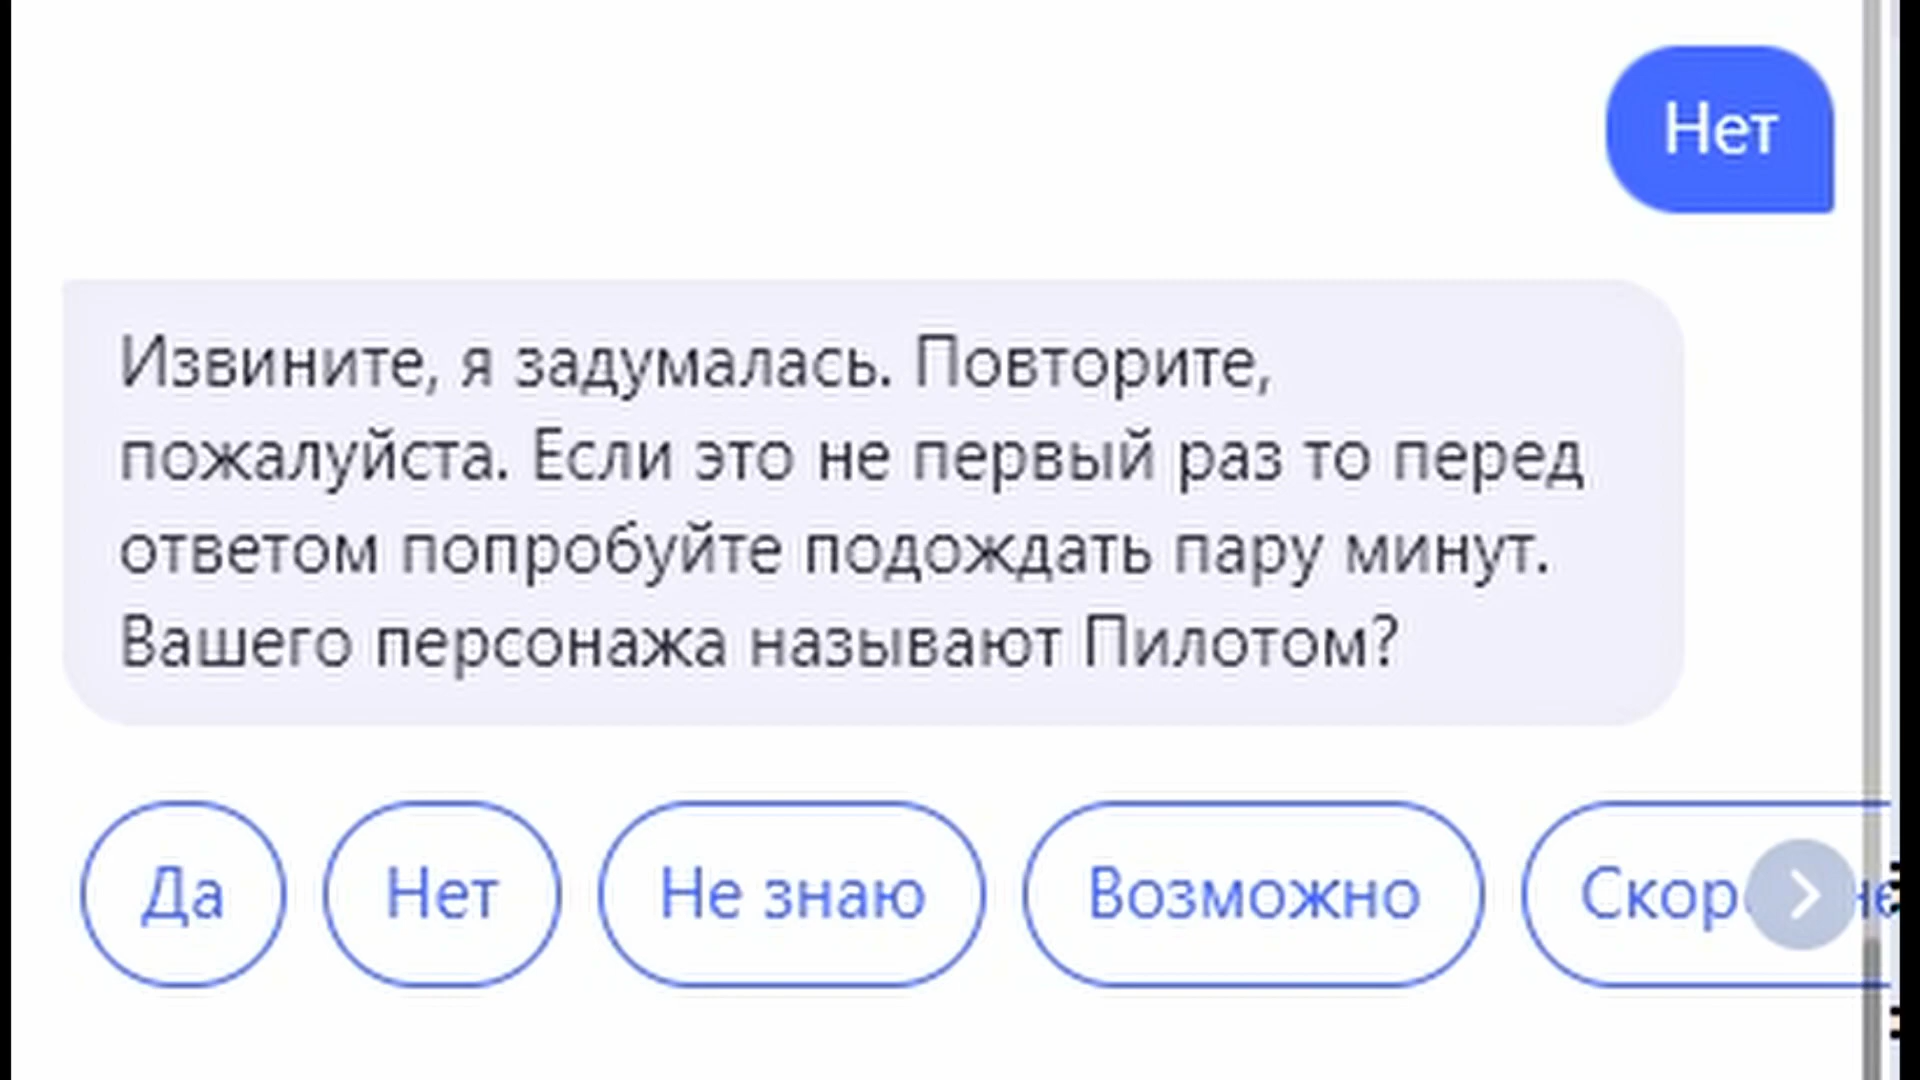 Нет
Извините, я задумалась. Повторите,
пожалуйста. Если это не первый раз то перед
ответом попробуйте подождать пару минут.
Вашего персонажа называют Пилотом?
Да
Нет
Не знаю
Возможно